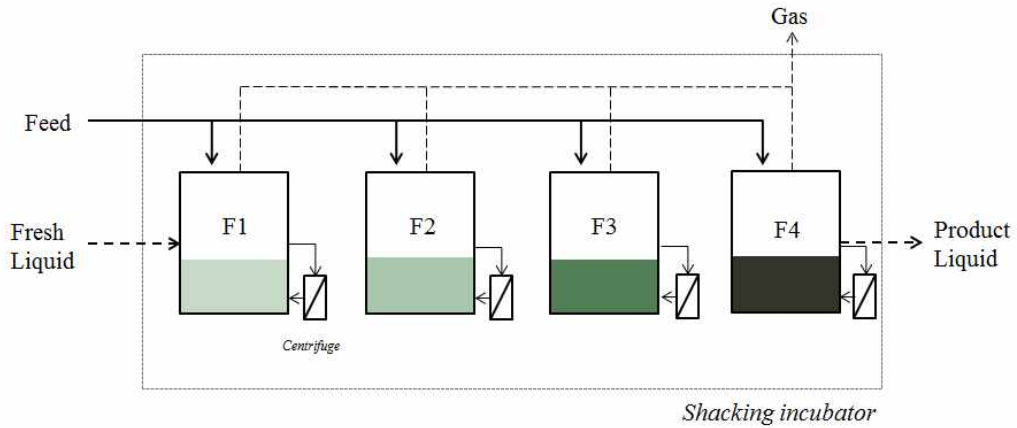 Gas
Feed
F1
F2
F3
F4
Fresh
Liquid
Product
Liquid
Centrifuge
Shacking incubator